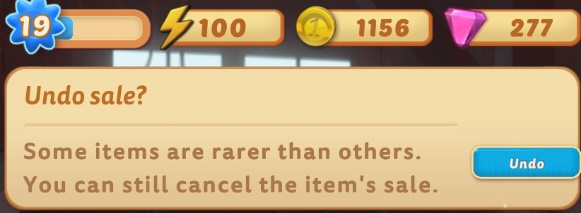 19 100 1156 277
Undo sale?
Some items are rarer than others.
You can still cancel the item's sale.
Undo